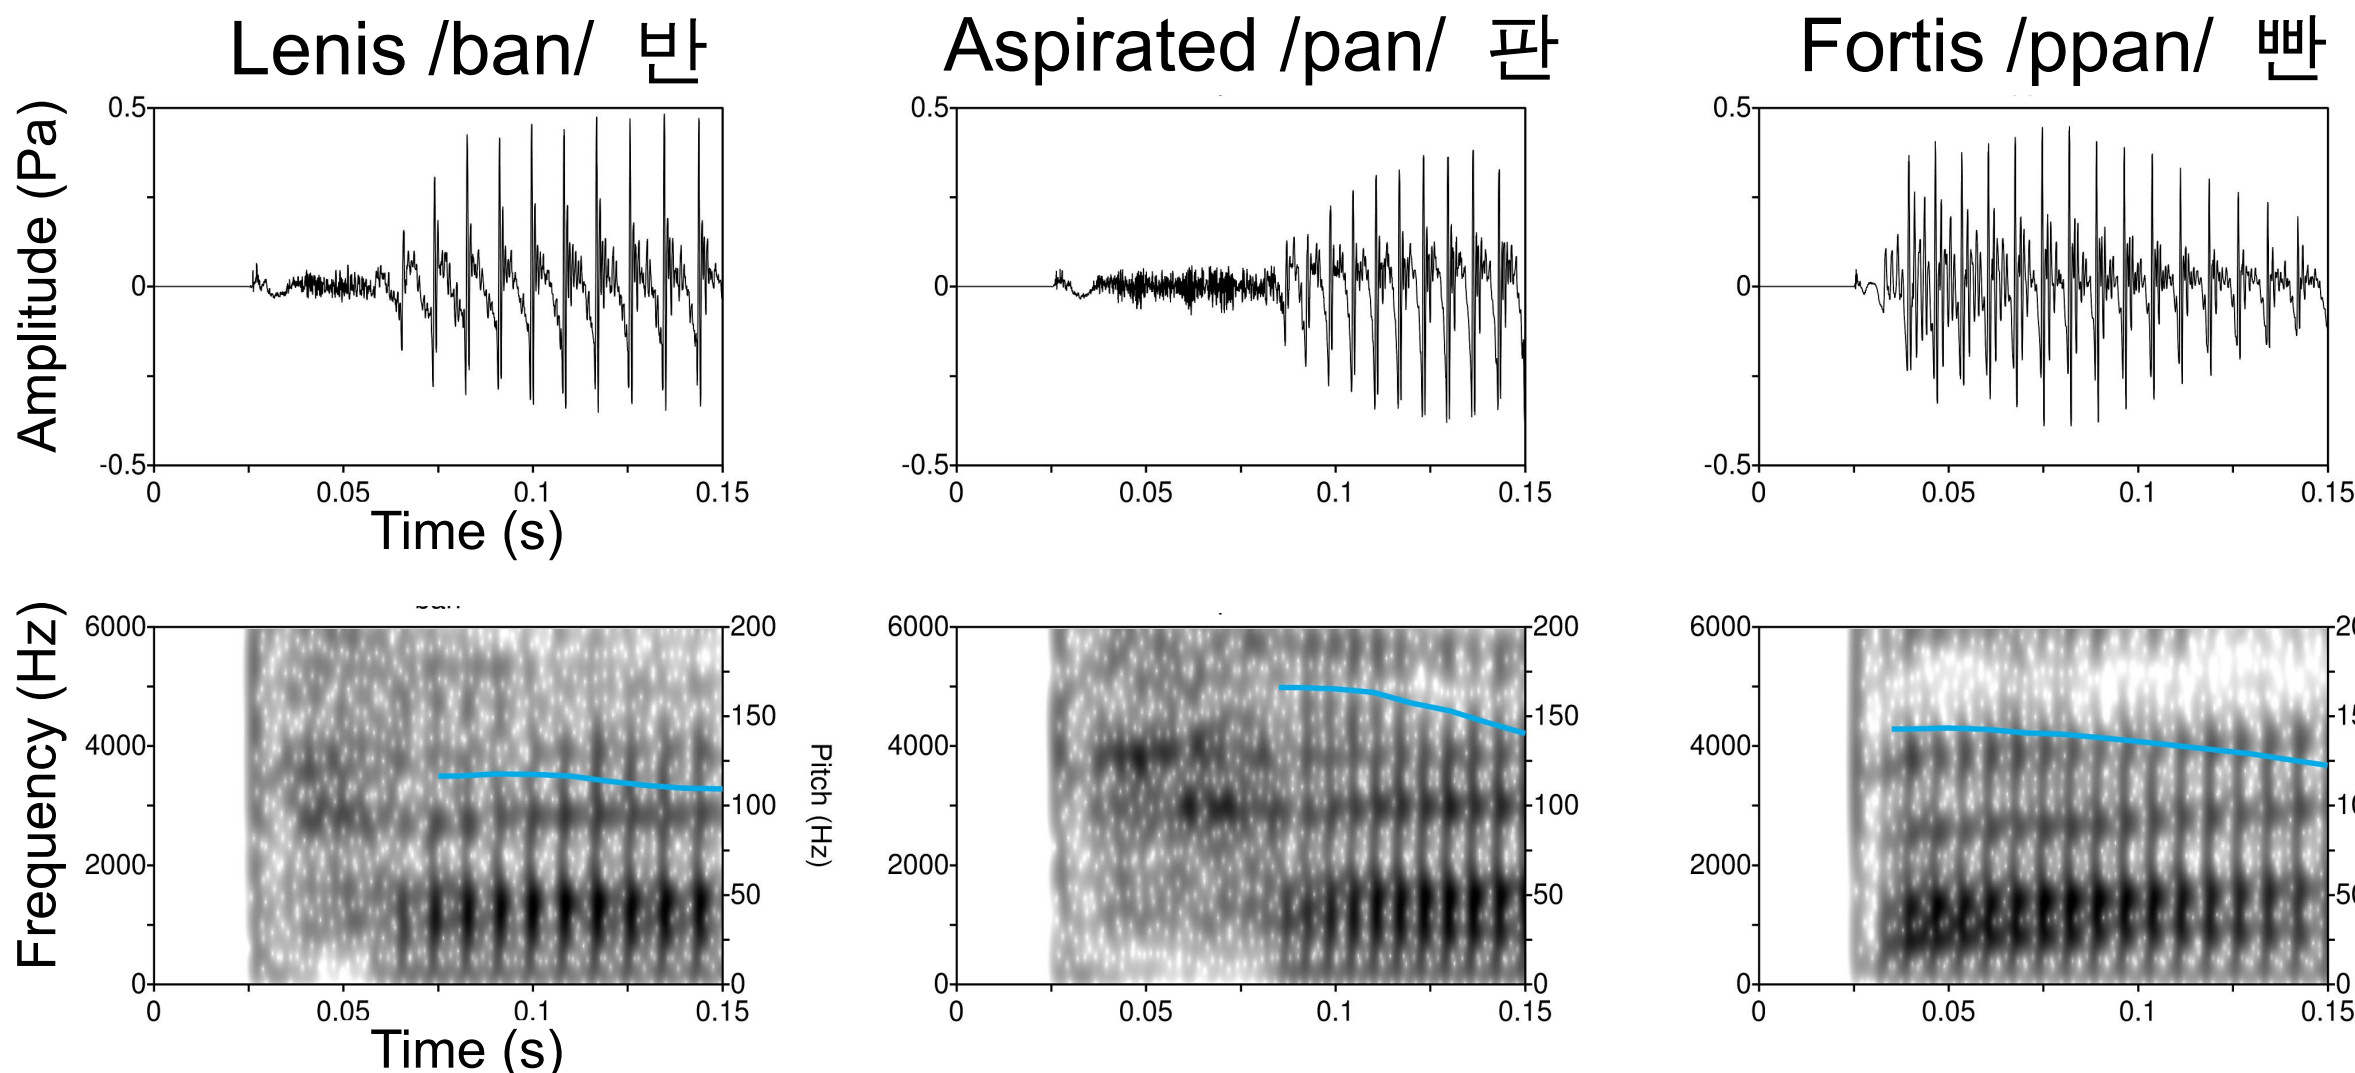 Lenis /ban/ 반
Aspirated /pan/ 판
Fortis /ppan/ 빤
Amplitude (Pa)
0.5
0
-0.5
0 0.05 0.1 0.15
Time (s)
0.5
0
-0.5
0 0.05 0.1 0.15
0.5
0
-0.5
0 0.05 0.1 0.15
Frequency (Hz)
6000
4000
2000
0
200
150
100
50
0
Pitch (Hz)
0 0.05 0.1 0.15
Time (s)
6000
4000
2000
0
200
150
100
50
0
0 0.05 0.1 0.15
6000
4000
2000
0
0 0.05 0.1 0.15